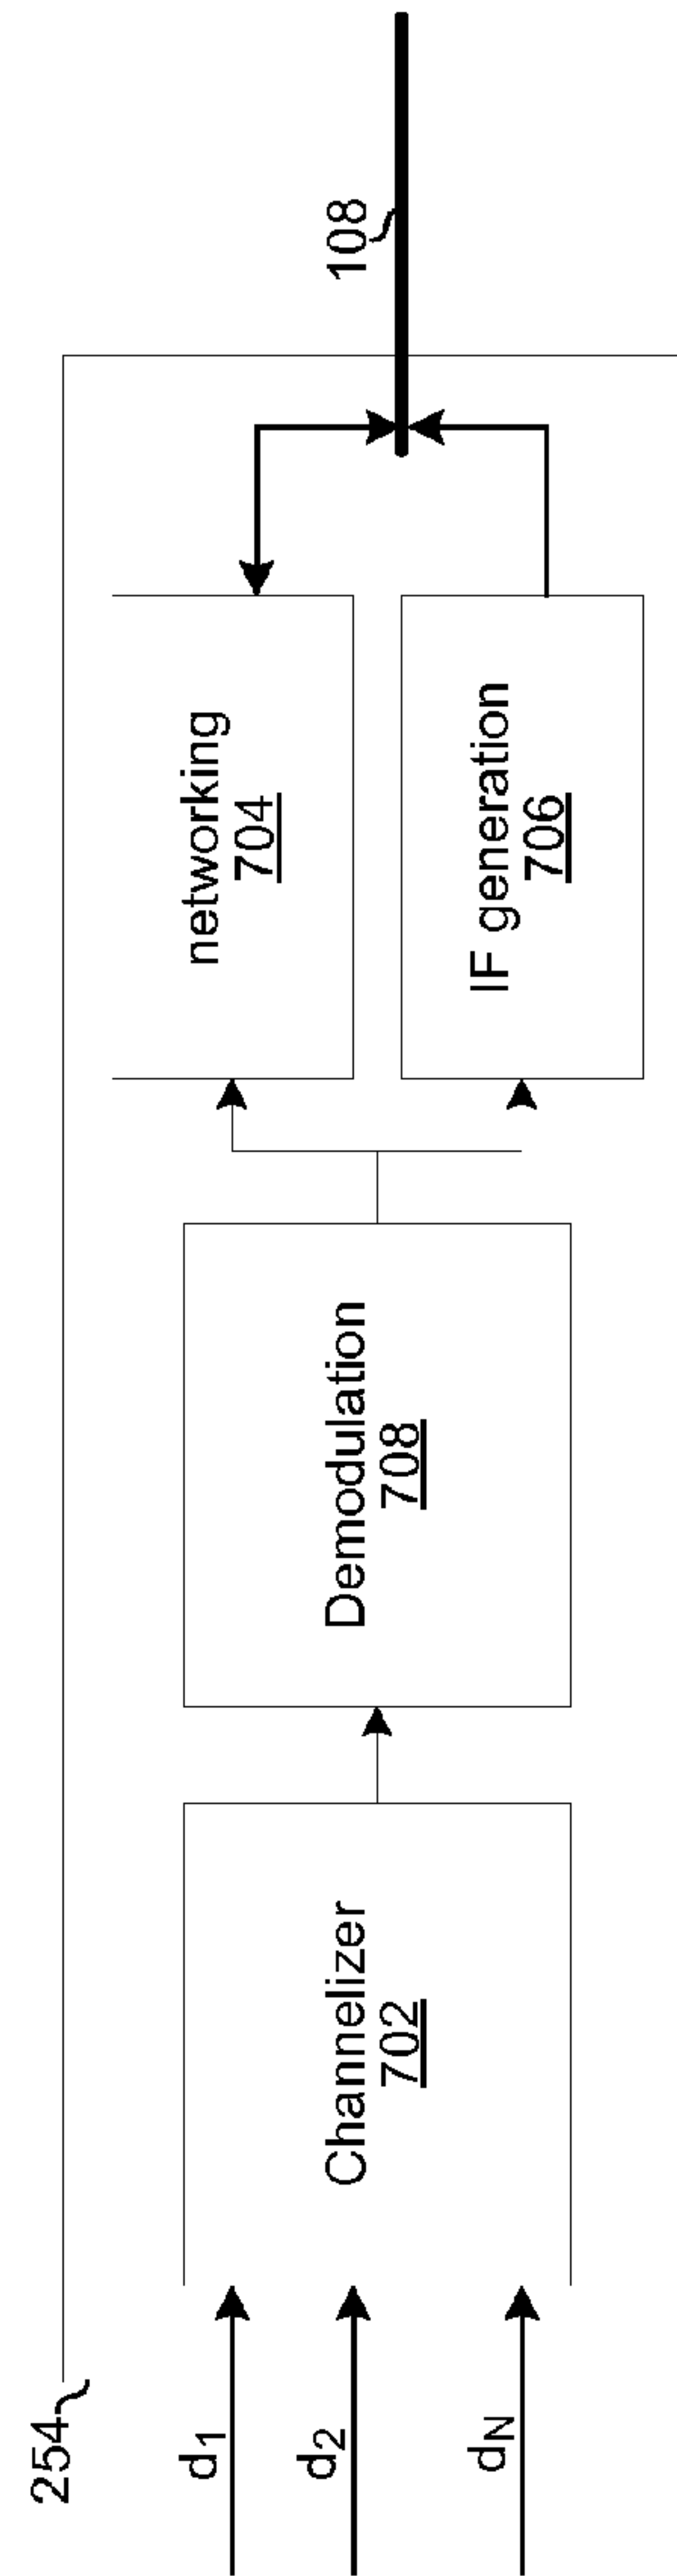 254
d1
d2
dN
Channelizer
702
Demodulation
708
networking
704
IF generation
706
108